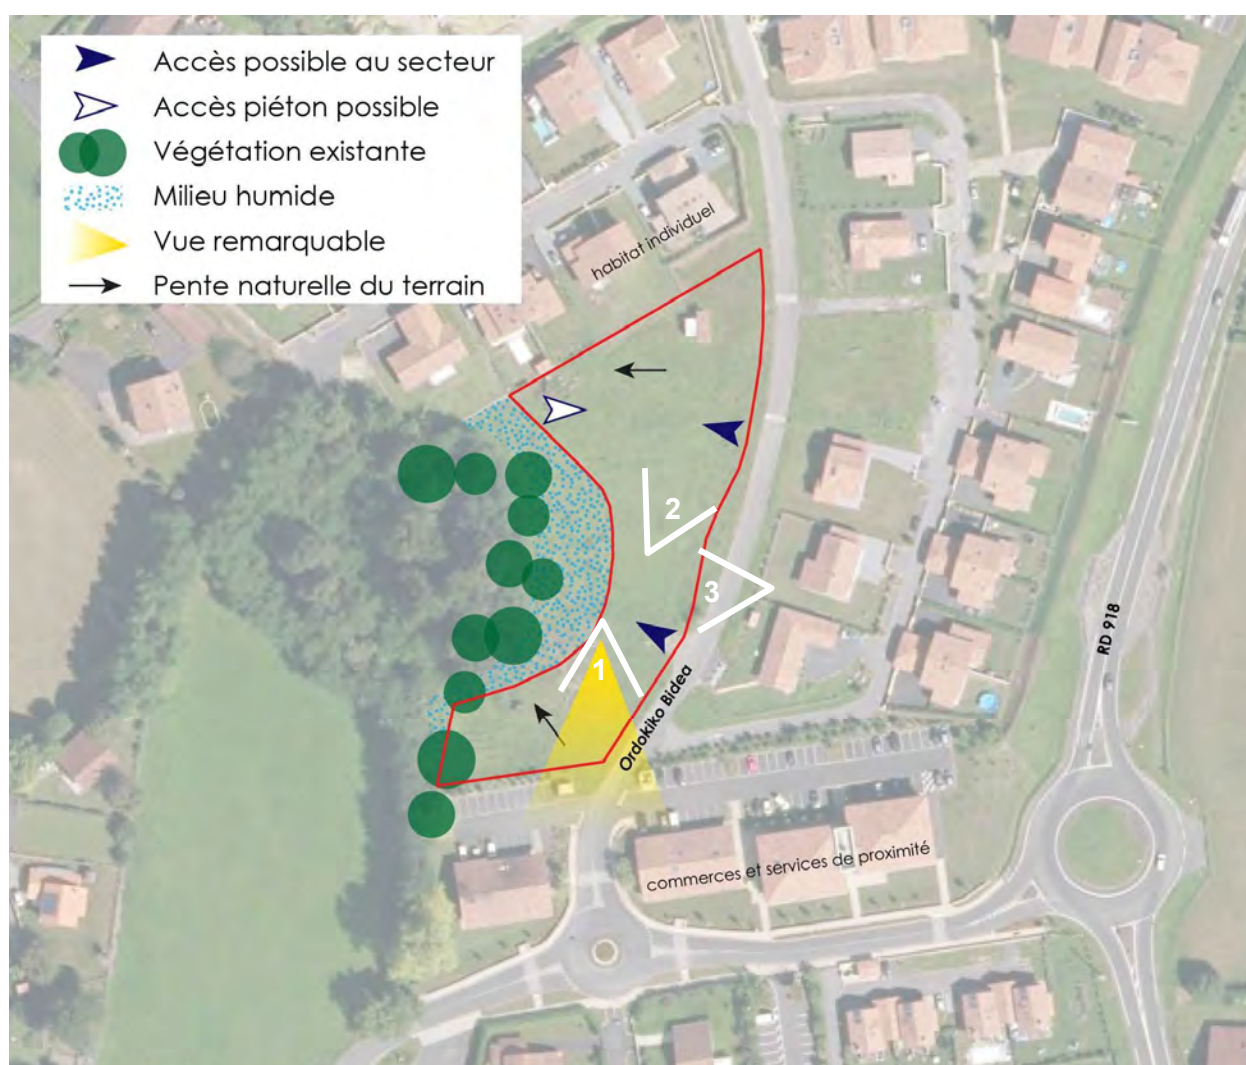 Accès possible au secteur
Accès piéton possible
Végétation existante
Milieu humide
Vue remarquable
Pente naturelle du terrain
habitat individuel
2
3
1
RD 918
Ordokiko Bidea
commerces et services de proximité